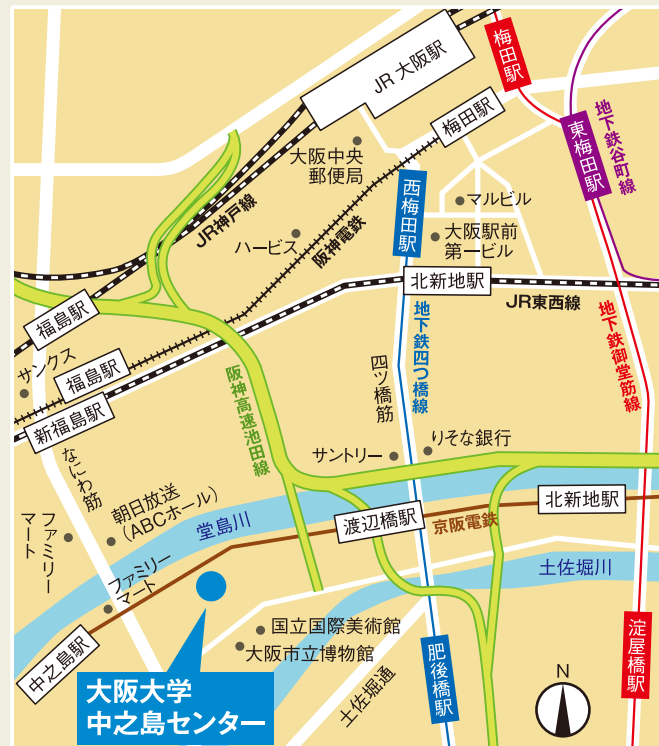 梅田駅
JR 大阪駅
梅田駅
地下鉄谷町線
東梅田駅
大阪中央
郵便局
西梅田駅
マルビル
JR神戸線
ハービス
阪神電鉄
大阪駅前
第一ビル
北新地駅
JR東西線
福島駅
サンクス
福島駅
新福島駅
地下鉄四つ橋線
地下鉄御堂筋線
四ツ橋筋
阪神高速池田線
なにわ筋
サントリー
りそな銀行
朝日放送
(ABCホール)
ファミリー
マート
堂島川
渡辺橋駅
京阪電鉄
北新地駅
ファミリー
マート
土佐堀川
中之島駅
国立国際美術館
大阪市立博物館
大阪大学
中之島センター
土佐堀通
肥後橋駅
淀屋橋駅
N